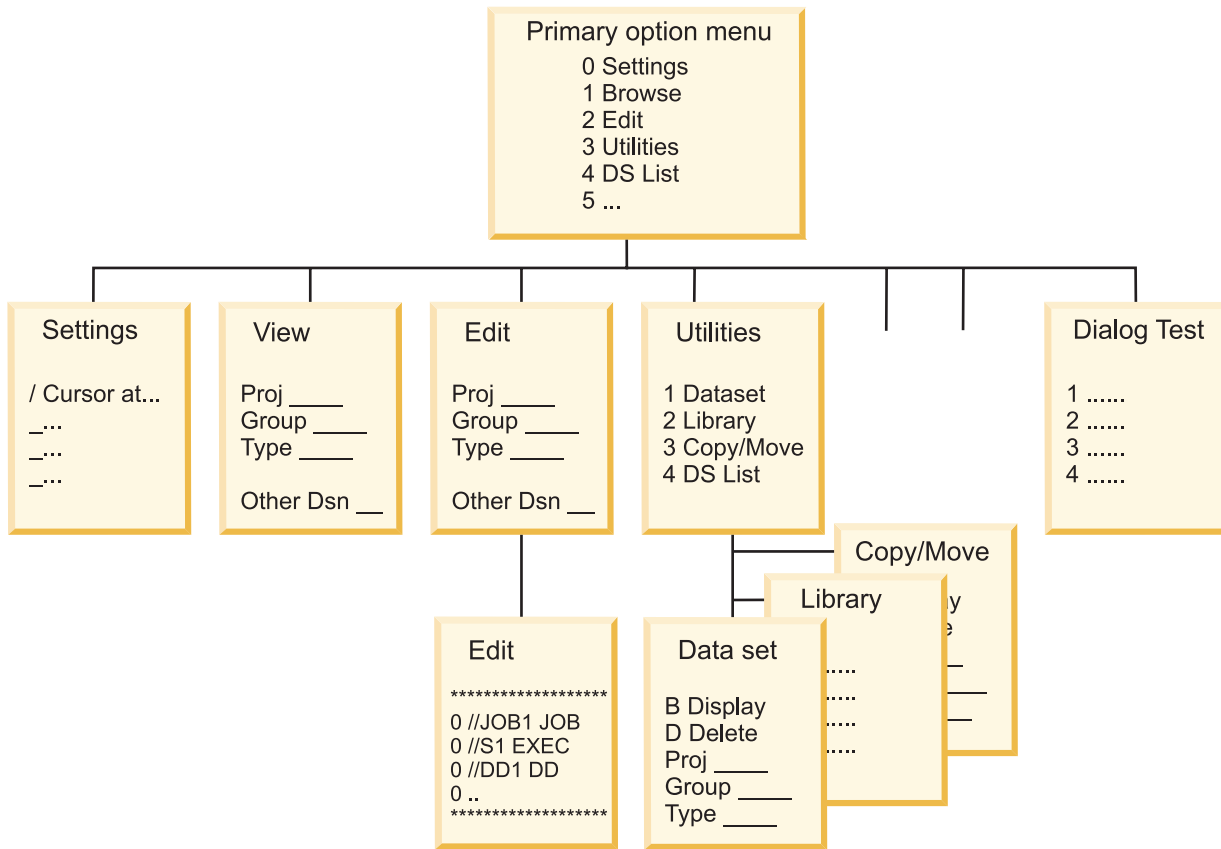 Primary option menu
0 Settings
1 Browse
2 Edit
3 Utilities
4 DS List
5 ...
Settings
/ Cursor at...
_...
_...
_...
View
Proj ____
Group _____
Type ____
Other Dsn __
Edit
Proj ____
Group _____
Type ____
Other Dsn __
Utilities
1 Dataset
2 Library
3 Copy/Move
4 DS List
Dialog Test
1 ......
2 ......
3 ......
4 ......
Edit
*******************
0 //JOB1 JOB
0 //S1 EXEC
0 //DD1 DD
0 ..
*******************
Data set
B Display
D Delete
Proj ____
Group ____
Type ____
Library
.....
.....
.....
.....
Copy/Move